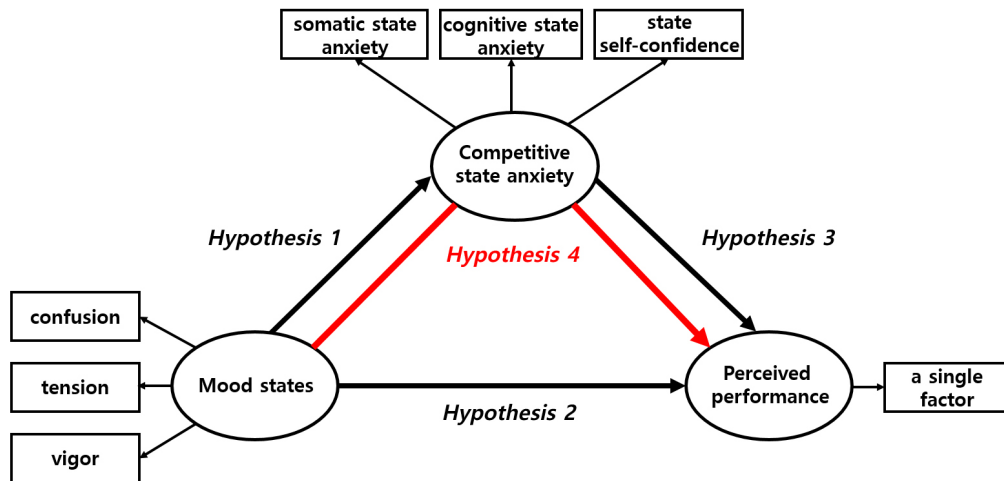 somatic state
anxiety
cognitive state
anxiety
state
self-confidence
Competitive
state anxiety
Hypothesis 1
Hypothesis 4
Hypothesis 3
confusion
tension
vigor
Mood states
Hypothesis 2
Perceived
performance
a single
factor